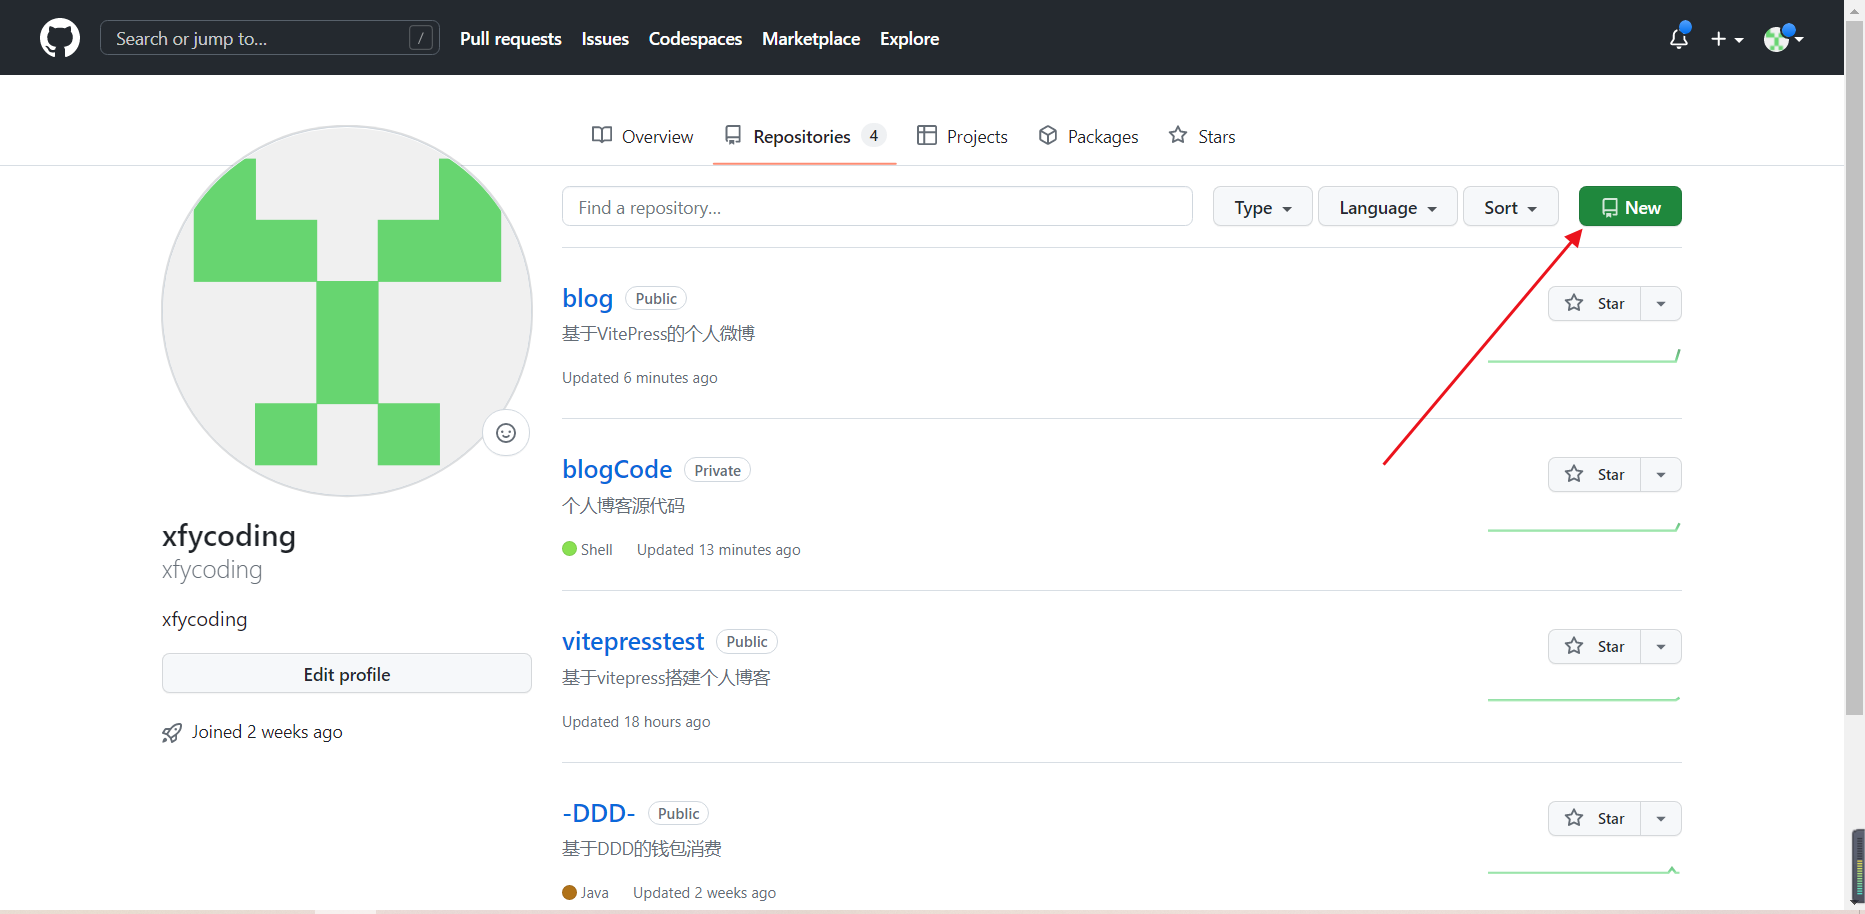 Search or jump to... / Pull requests Issues Codespaces Marketplace Explore
Overview Repositories 4 Projects Packages Stars
Find a repository... Type Language Sort New
blog Public Star
基于VitePress的个人微博
Updated 6 minutes ago
blogCode Private Star
个人博客源代码
Shell Updated 13 minutes ago
xfycoding
xfycoding
xfycoding
Edit profile
Joined 2 weeks ago
vitepresstest Public Star
基于vitepress搭建个人博客
Updated 18 hours ago
-DDD- Public Star
基于DDD的钱包消费
Java Updated 2 weeks ago